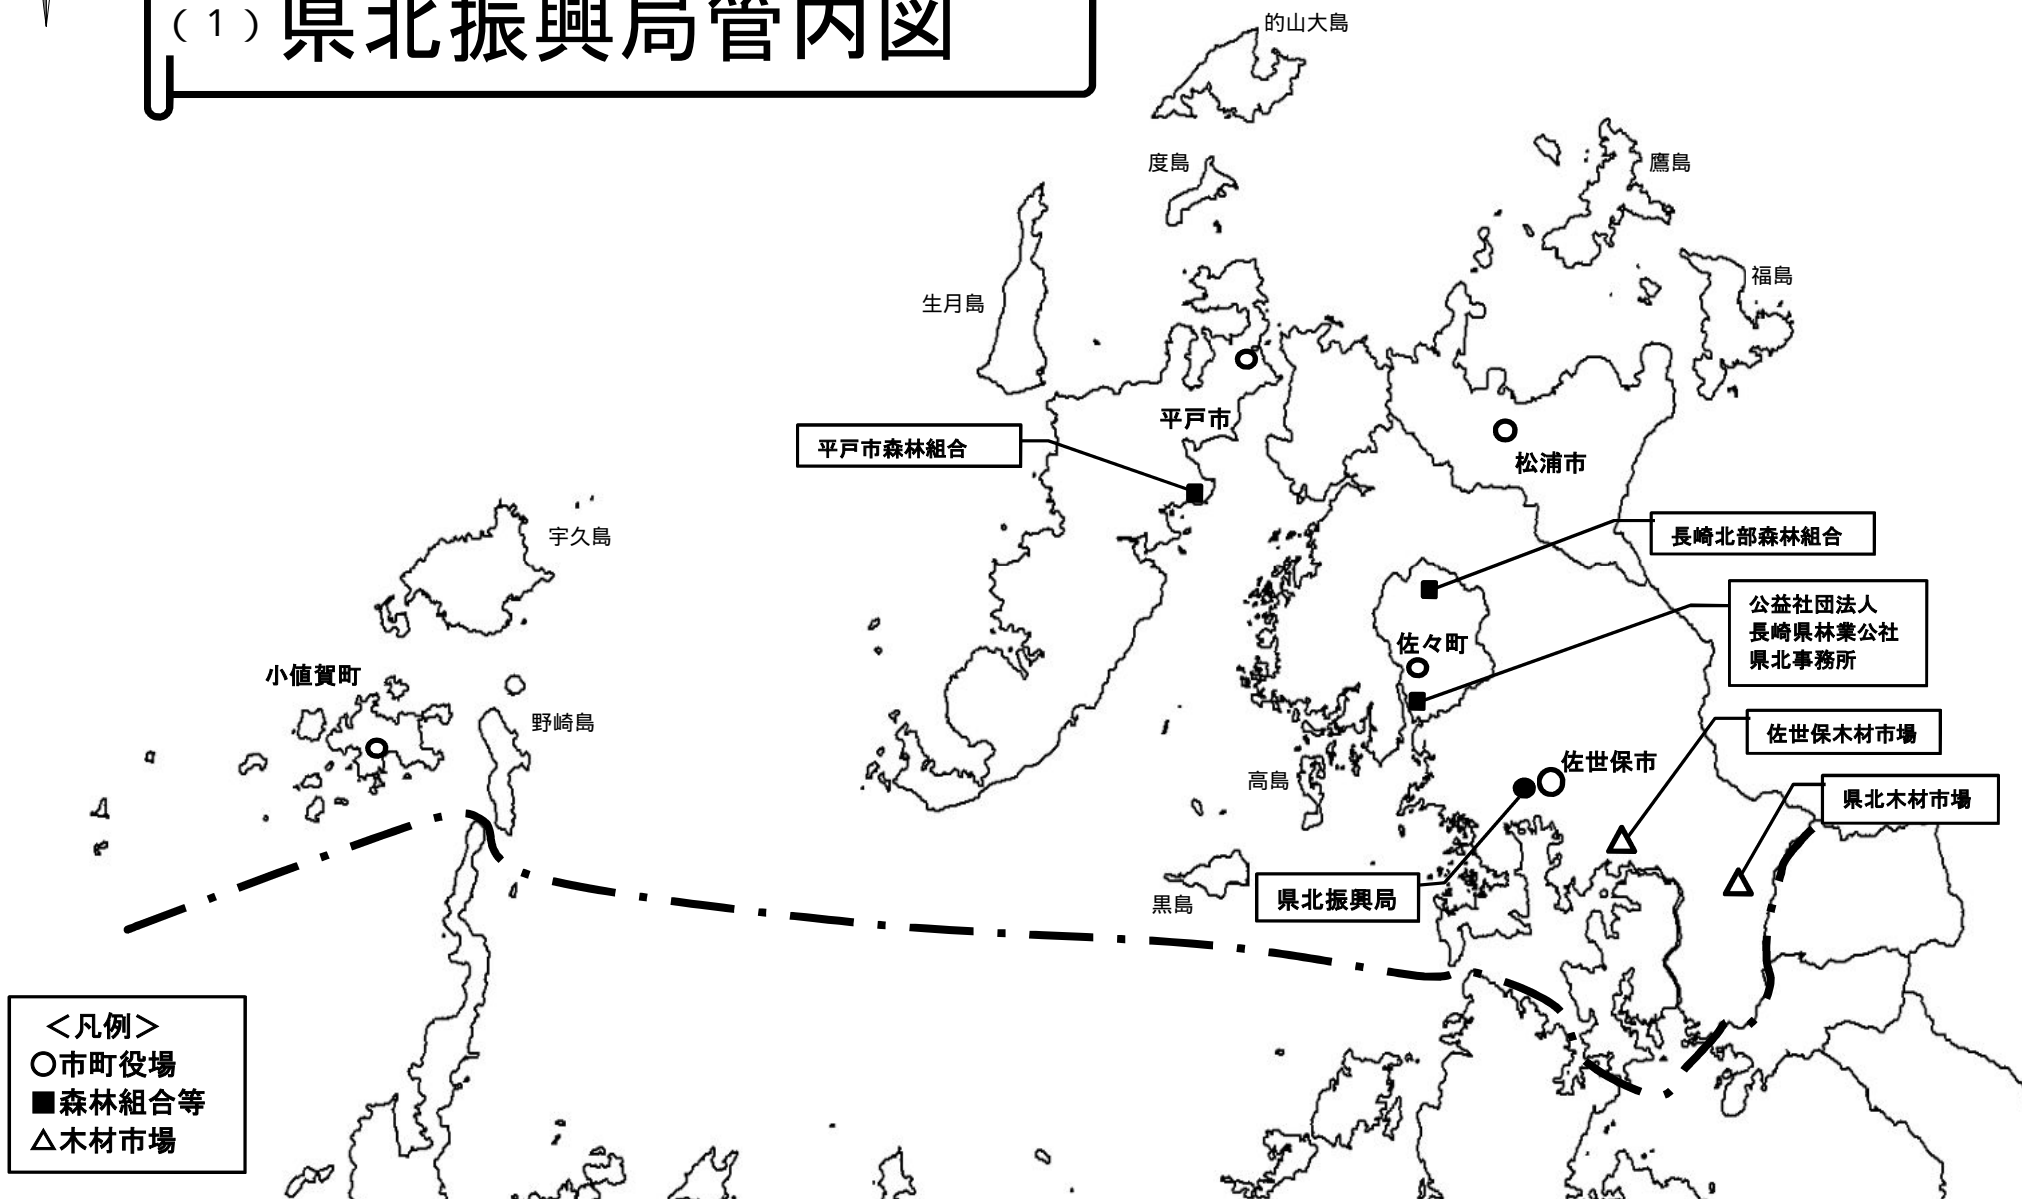 （1）県北振興局管内図
的山大島
度島
鷹島
生月島
福島
平戸市
平戸市森林組合
松浦市
宇久島
長崎北部森林組合
公益社団法人
長崎県林業公社
県北事務所
佐々町
小値賀町
野崎島
佐世保木材市場
佐世保市
高島
県北木材市場
黒島
県北振興局
＜凡例＞
○市町役場
■森林組合等
△木材市場